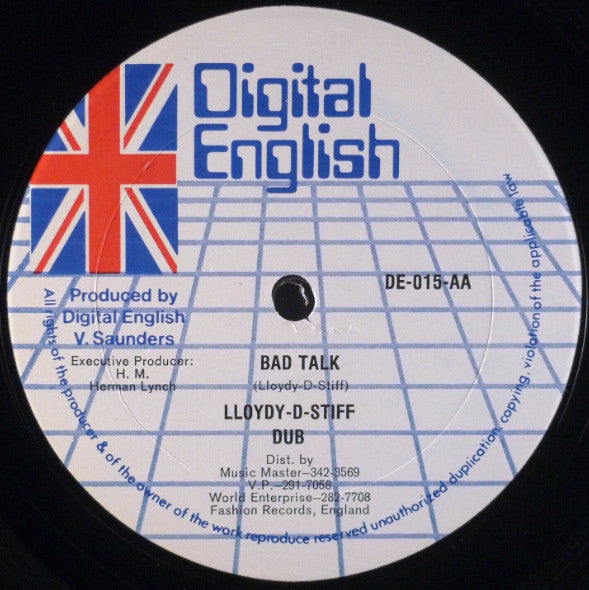 Digital
English
DE-015-AA
Produced by
Digital English
V. Saunders
Executive Producer:
H. M.
Herman Lynch
BAD TALK
(Lloydy-D-Stiff)
LLOYDY-D-STIFF
DUB
Dist. by
Music Master—342-3569
V.P.—291-7058
World Enterprise—282-7708
Fashion Records, England
All rights of the producer & of the owner of the work reproduce reserved unauthorized duplication, copying, violation of the applicable law